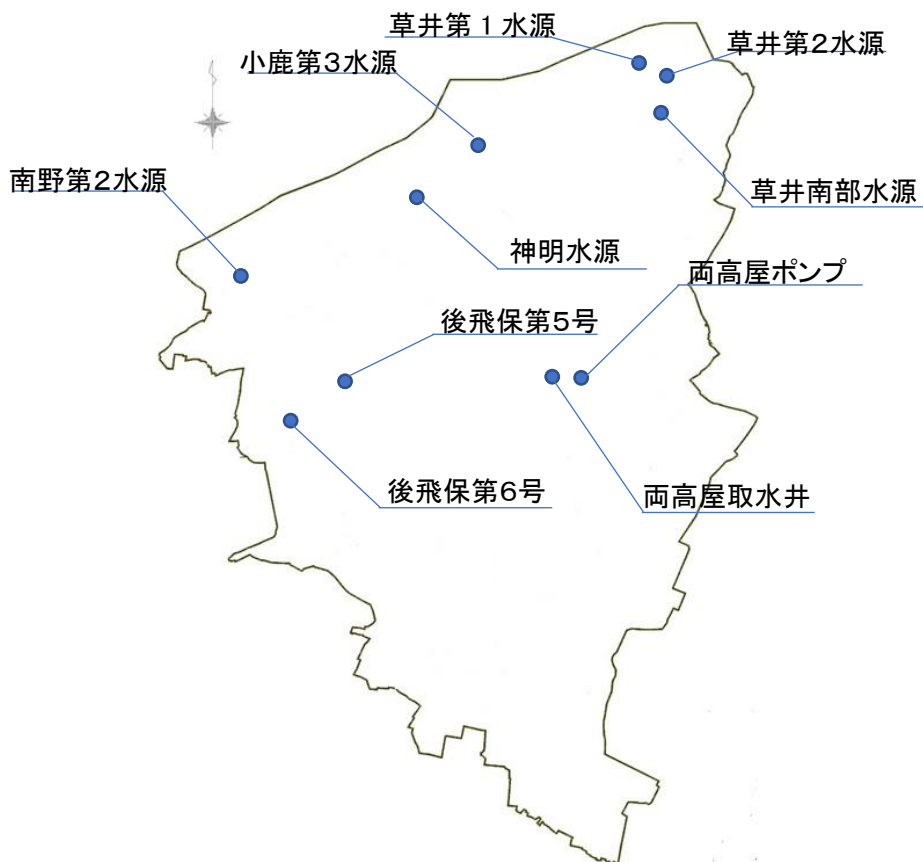 草井第１水源
草井第２水源
小鹿第３水源
南野第２水源
草井南部水源
神明水源
両高屋ポンプ
後飛保第５号
後飛保第６号
両高屋取水井